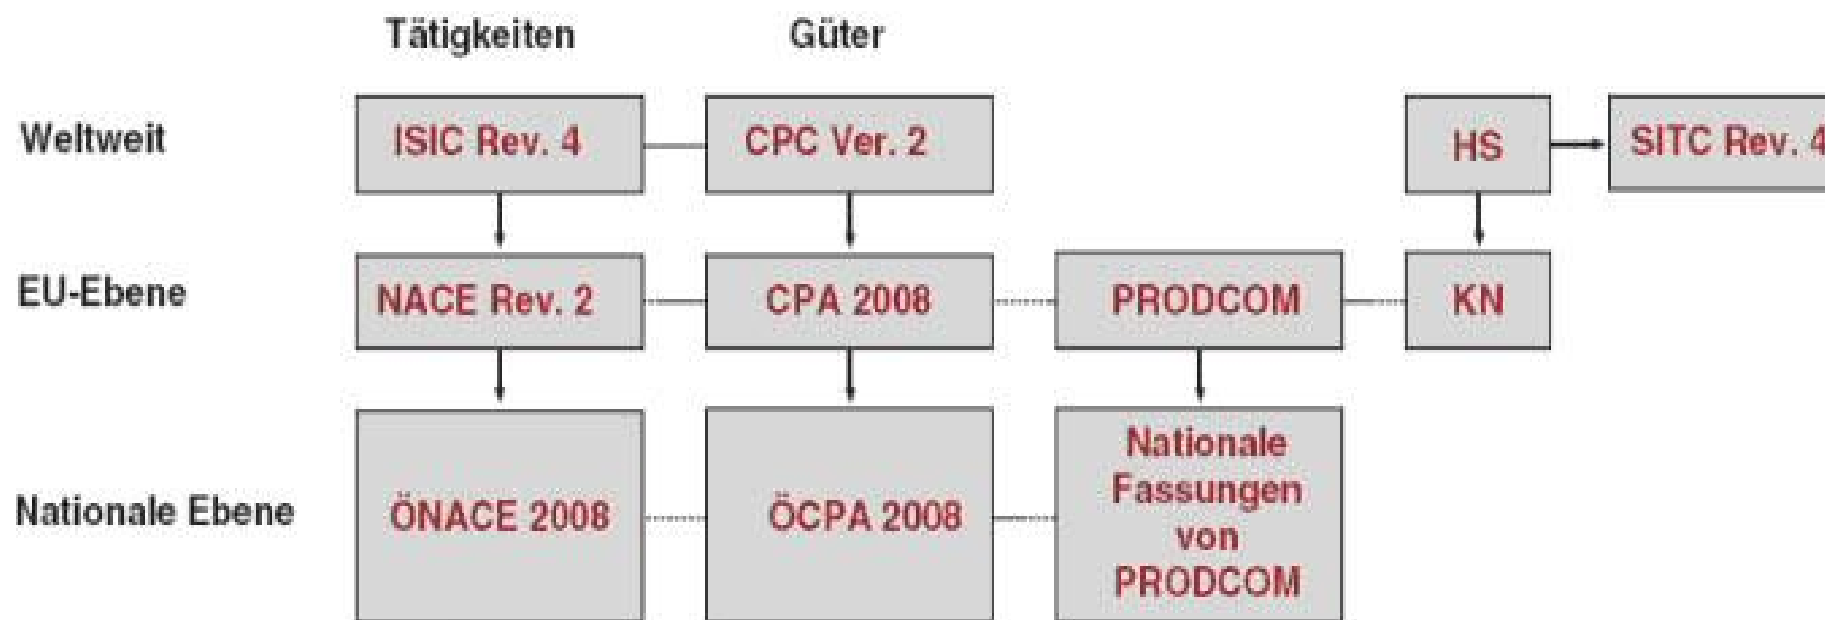 Tätigkeiten
Güter
Weltweit
ISIC Rev. 4
CPC Ver. 2
HS
SITC Rev. 4
EU-Ebene
NACE Rev. 2
CPA 2008
PRODCOM
KN
Nationale Ebene
ÖNACE 2008
ÖCPA 2008
Nationale
Fassungen
von
PRODCOM